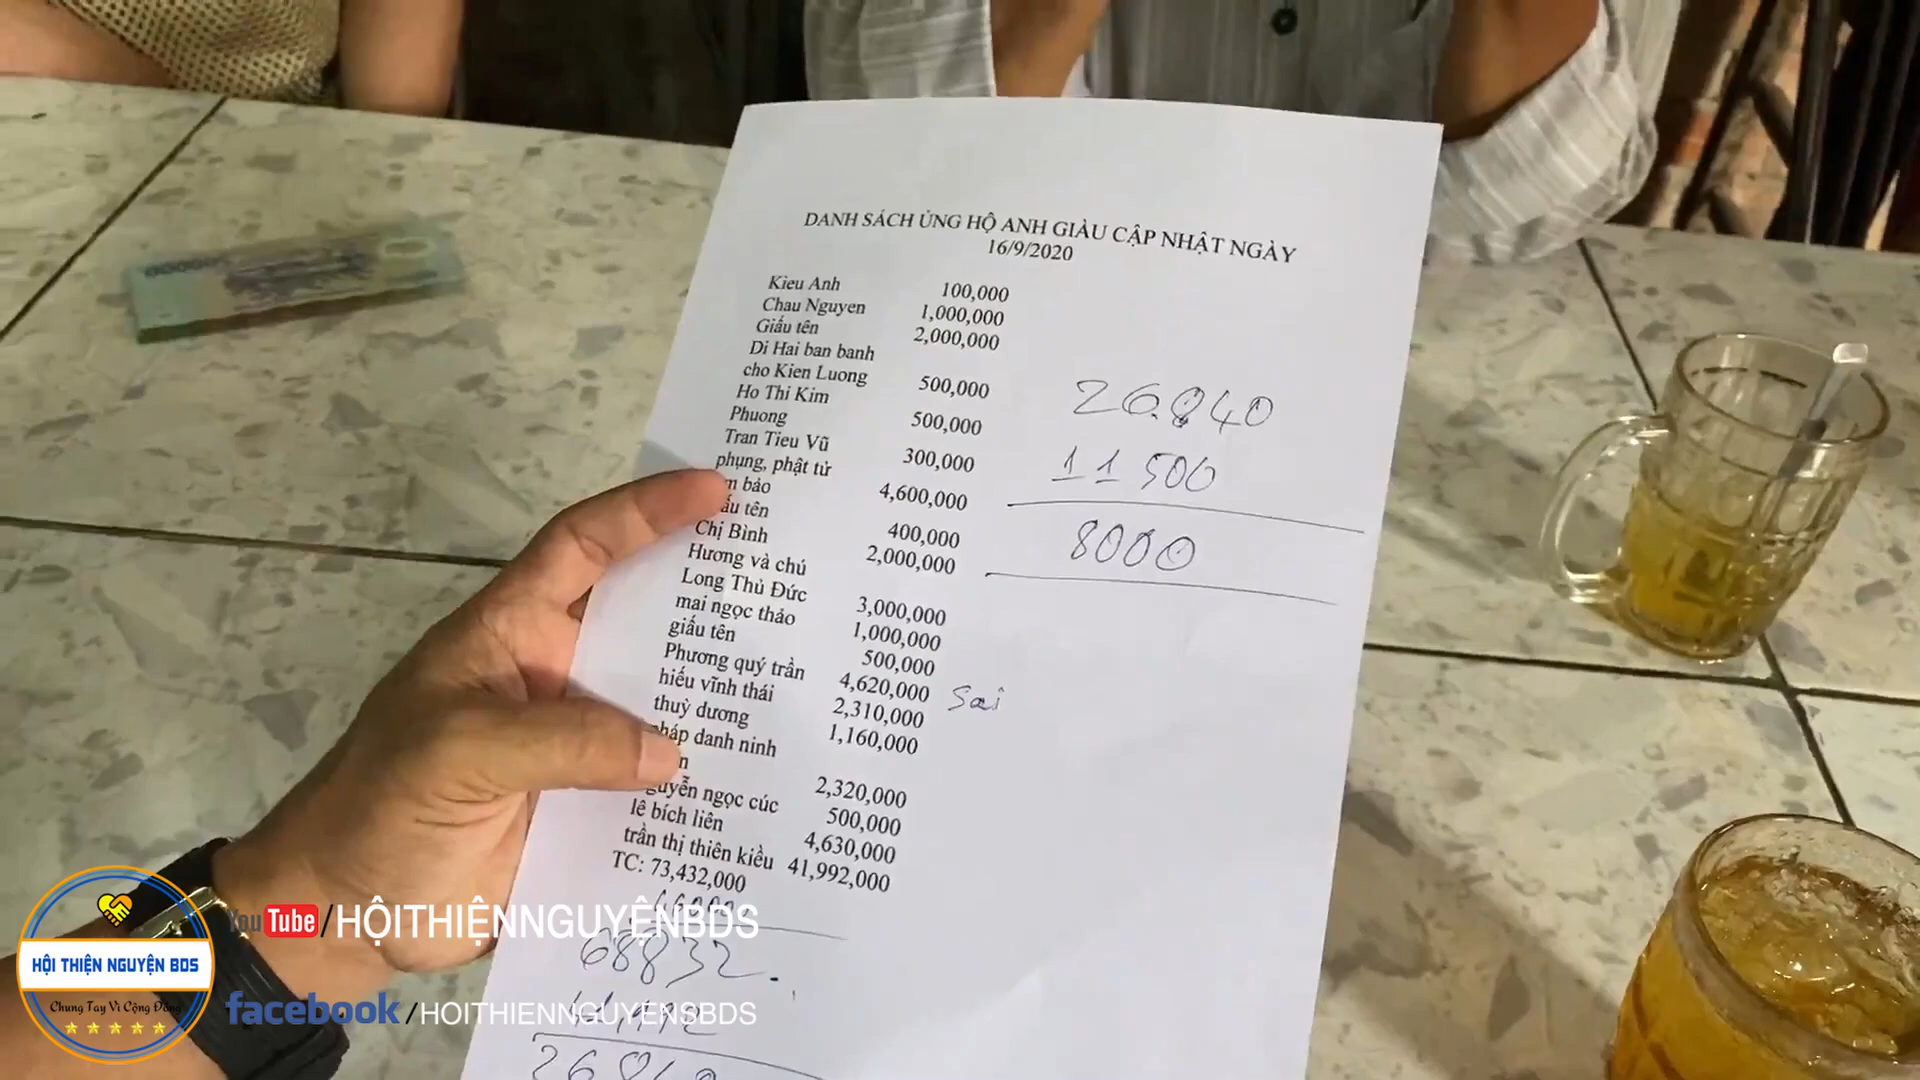 DANH SÁCH ỦNG HỘ ANH GIÀU CẬP NHẬT NGÀY
16/9/2020
Kieu Anh 100,000
Chau Nguyen 1,000,000
Giấu tên 2,000,000
Di Hai ban banh
cho Kien Luong 500,000
Ho Thi Kim
Phuong 500,000
Tran Tieu Vũ 300,000
phụng, phật tử
bảo 4,600,000
tên 400,000
Chị Bình 2,000,000
Hương và chú
Long Thủ Đức 3,000,000
mai ngọc thảo 1,000,000
giấu tên 500,000
Phương quý trần 4,620,000 Sai
hiếu vĩnh thái 2,310,000
thuỳ dương 1,160,000
danh ninh
2,320,000
ngọc cúc 500,000
lê bích liên 4,630,000
trần thị thiên kiều 41,992,000
TC: 73,432,000
68832.
26.840
11500
8000
YouTube/HỘITHIỆNNGUYỆNBDS
HỘI THIỆN NGUYỆN BDS
Chung Tay Vì Cộng Đồng
facebook/HOITHIENNGUYENSBDS